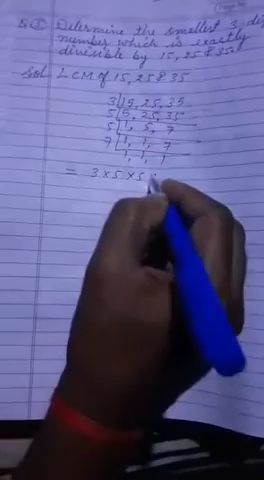 Determine the smallest 3 di
number which is exactly
divisible by 15, 25 & 35.
Sol LCM of 15, 25 & 35
3 | 15, 25, 35
5 | 5, 25, 35
5 | 1, 5, 7
7 | 1, 1, 7
1, 1, 1
= 3 × 5 × 5